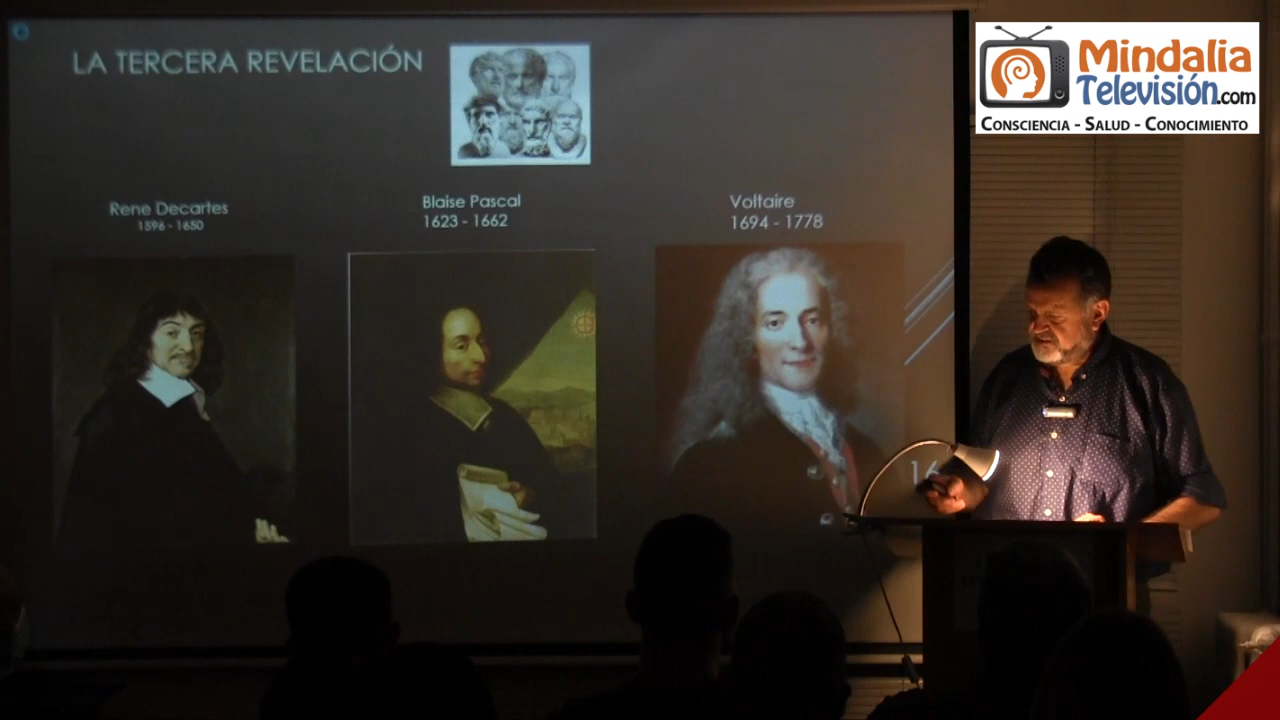 LA TERCERA REVELACIÓN
Mindalia
Televisión.com
CONSCIENCIA - SALUD - CONOCIMIENTO
Rene Decartes
1596 - 1650
Blaise Pascal
1623 - 1662
Voltaire
1694 - 1778
16